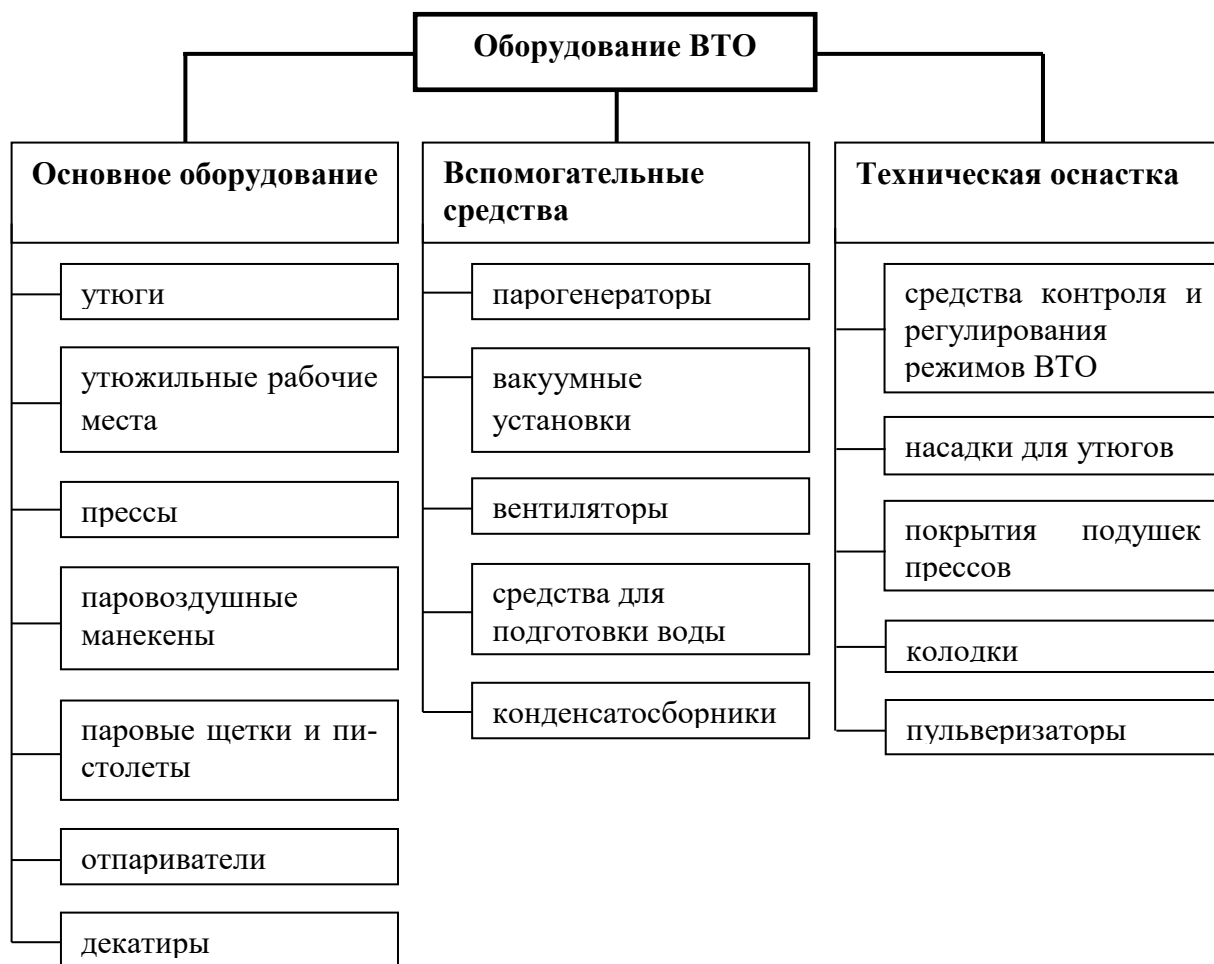 Оборудование ВТО
Основное оборудование
утюги
утюжильные рабочие
места
прессы
паровоздушные
манекены
паровые щетки и пи-
столеты
отпариватели
декатиры
Вспомогательные
средства
парогенераторы
вакуумные
установки
вентиляторы
средства для
подготовки воды
конденсатосборники
Техническая оснастка
средства контроля и
регулирования
режимов ВТО
насадки для утюгов
покрытия подушек
прессов
колодки
пульверизаторы